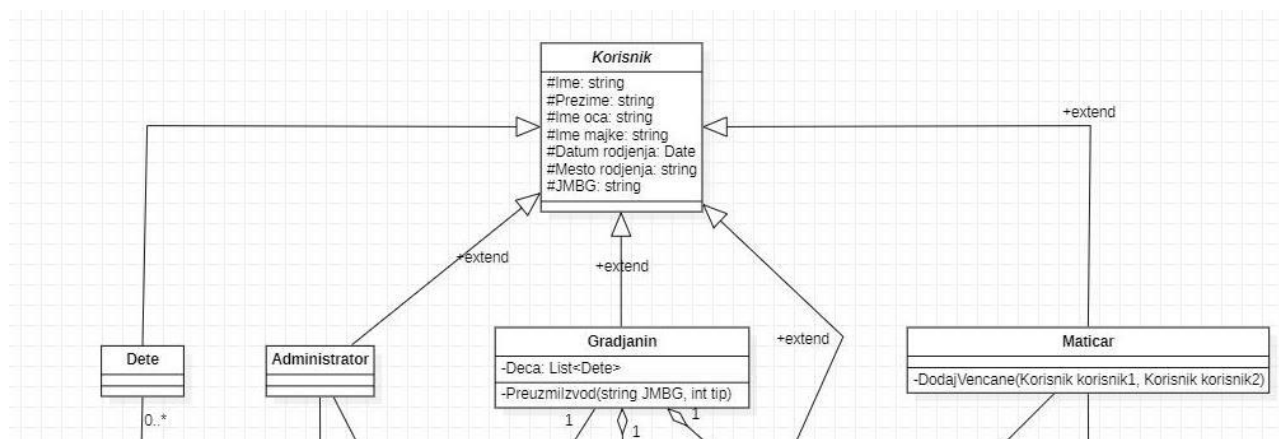 Korisnik
#Ime: string
#Prezime: string
#Ime oca: string
#Ime majke: string
#Datum rodjenja: Date
#Mesto rodjenja: string
#JMBG: string
+extend
+extend
+extend
+extend
Dete
Administrator
Gradjanin
-Deca: List<Dete>
-PreuzmiIzvod(string JMBG, int tip)
Maticar
-DodajVencane(Korisnik korisnik1, Korisnik korisnik2)
0..*
1
1
1